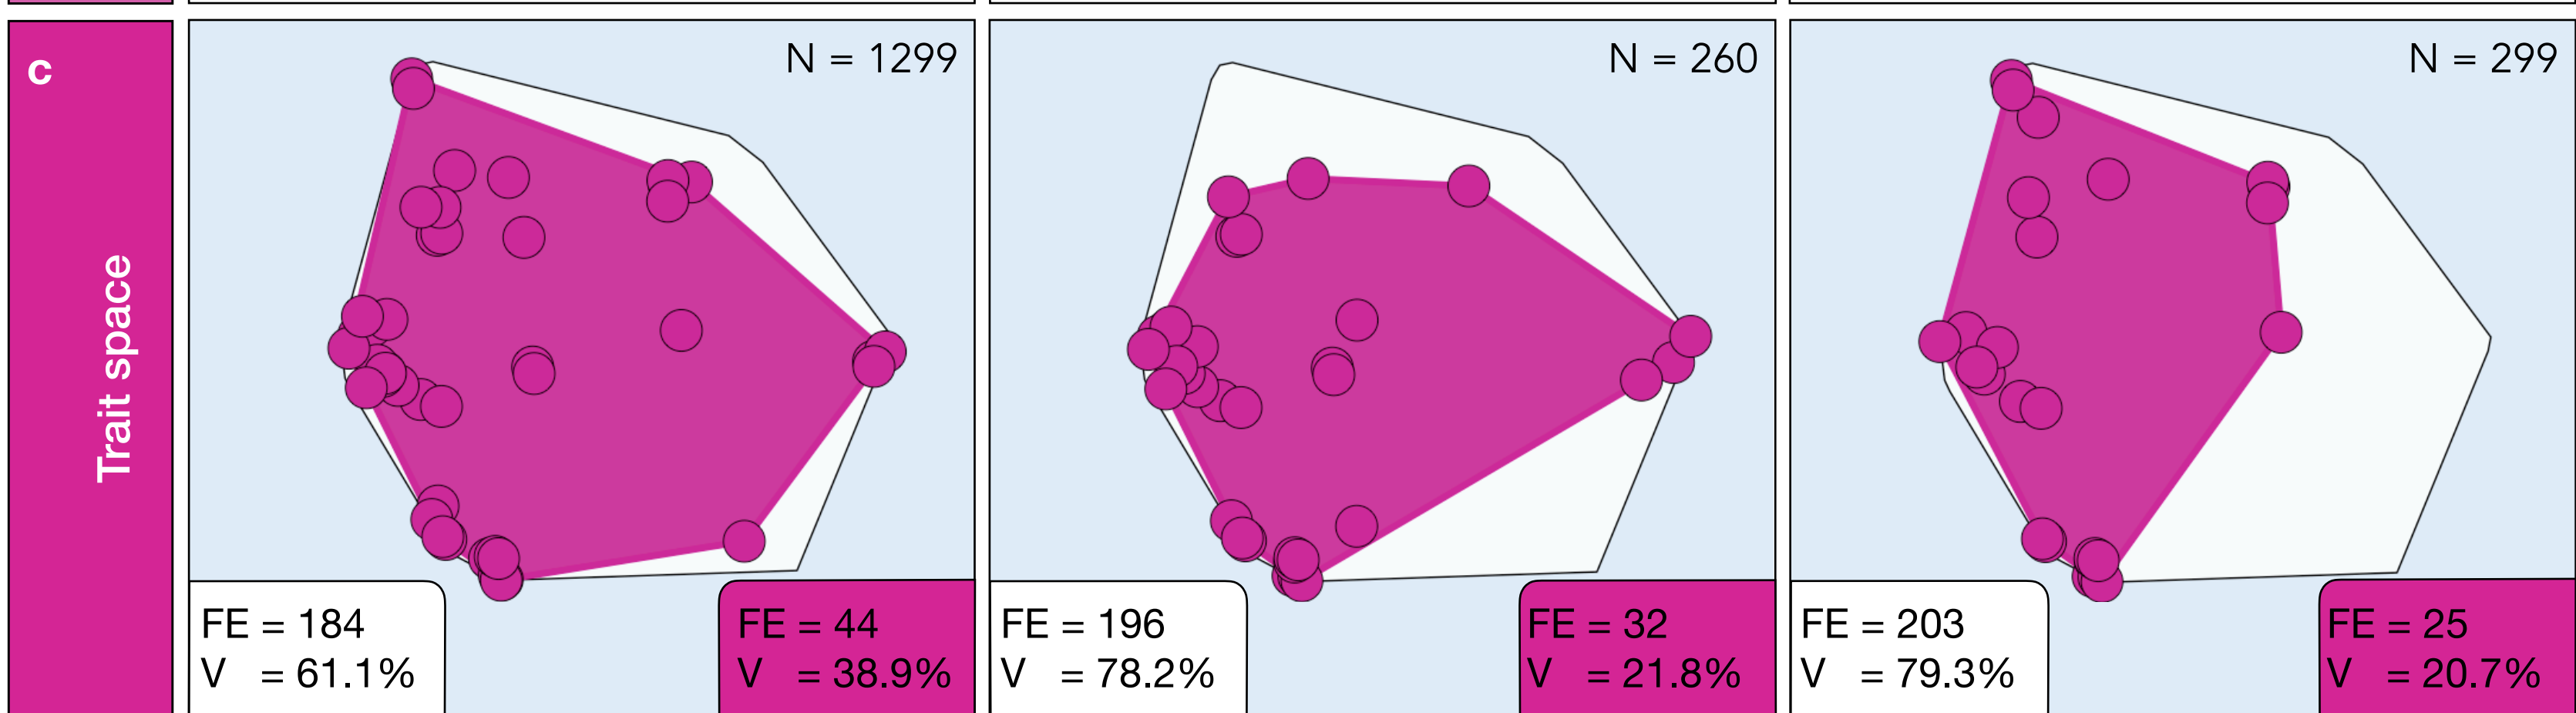 c
Trait space
N = 1299
FE = 184
V = 61.1%
FE = 44
V = 38.9%
N = 260
FE = 196
V = 78.2%
FE = 32
V = 21.8%
N = 299
FE = 203
V = 79.3%
FE = 25
V = 20.7%